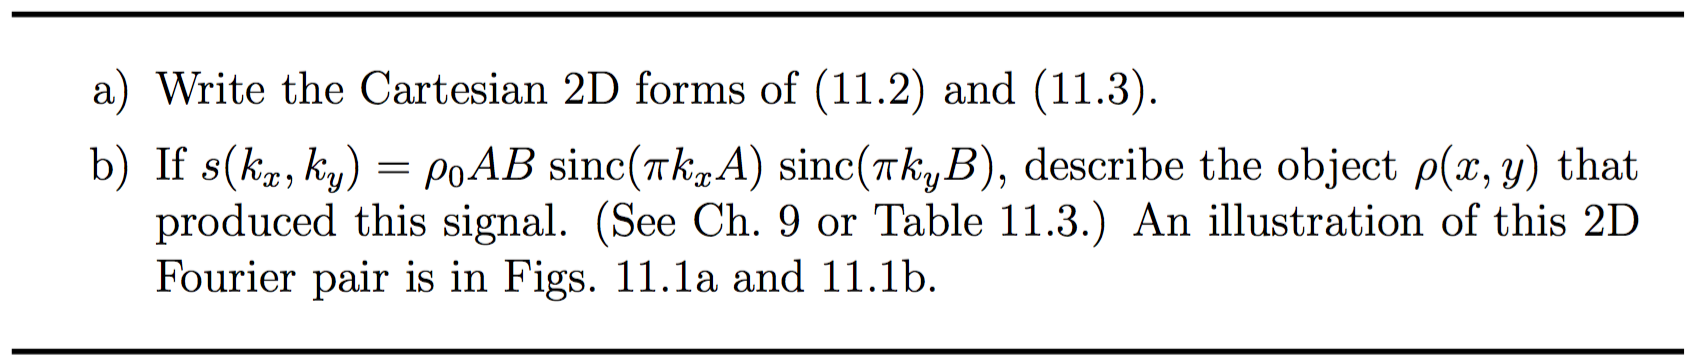 a) Write the Cartesian 2D forms of (11.2) and (11.3).
b) If s(kₓ, k_y) = ρ₀AB sinc(πkₓA) sinc(πk_yB), describe the object ρ(x, y) that
produced this signal. (See Ch. 9 or Table 11.3.) An illustration of this 2D
Fourier pair is in Figs. 11.1a and 11.1b.